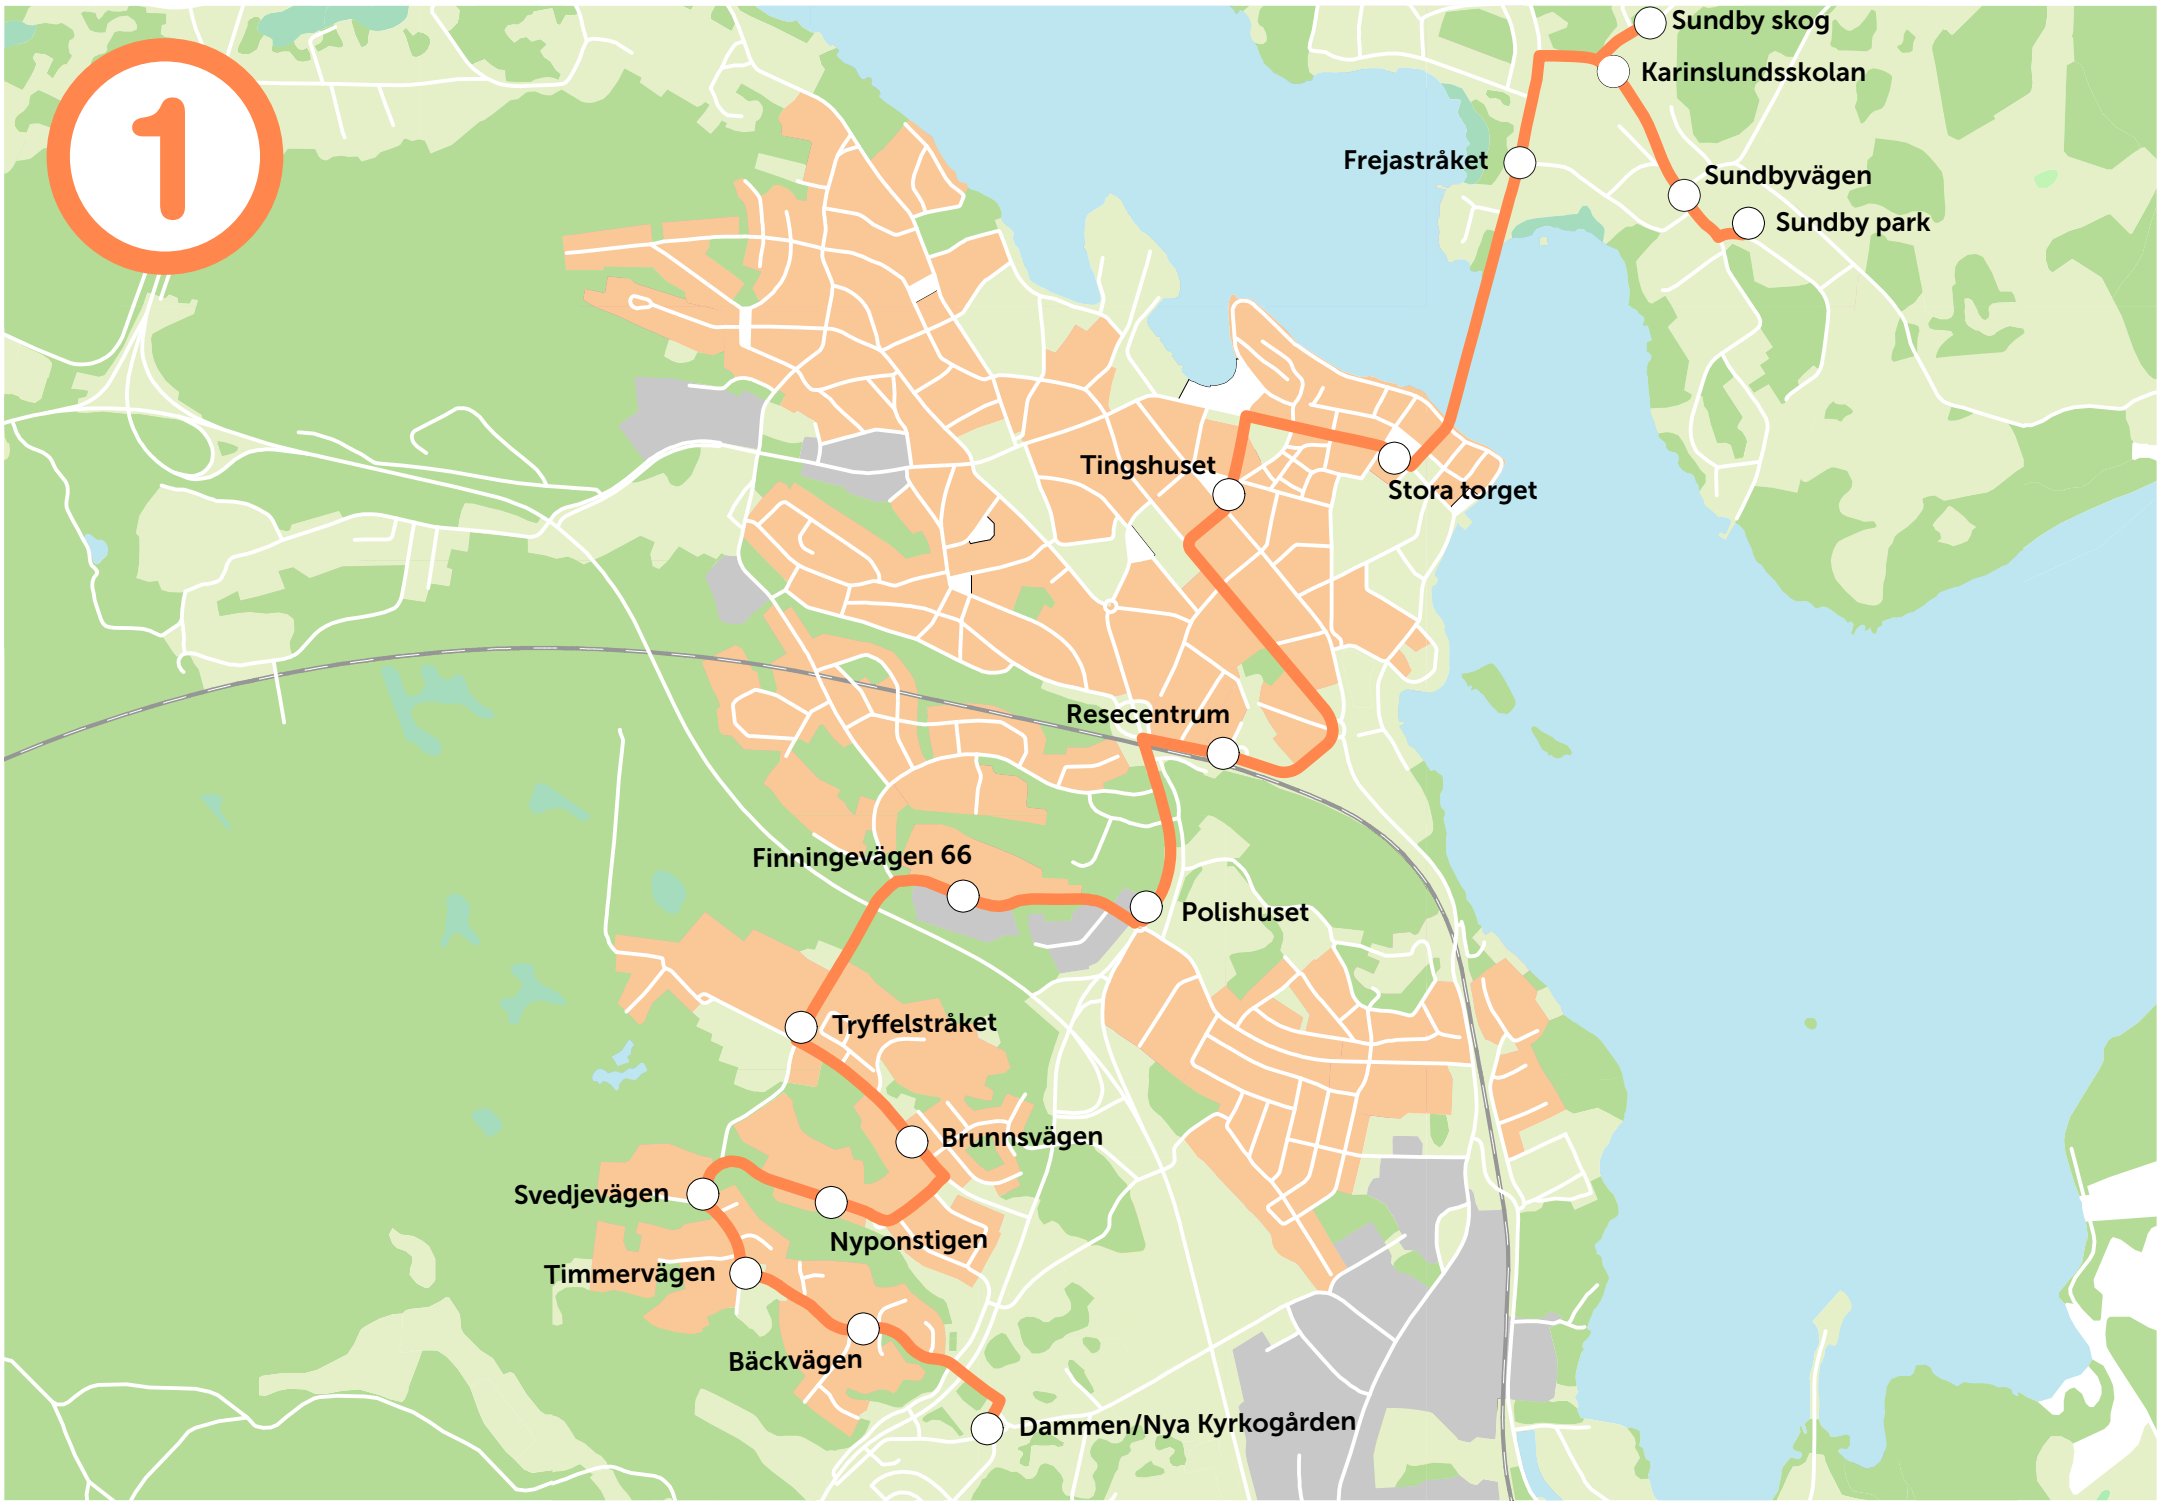 1
Sundby skog
Karinslundsskolan
Frejastråket
Sundbyvägen
Sundby park
Tingshuset
Stora torget
Resecentrum
Finningevägen 66
Polishuset
Tryffelstråket
Brunnsvägen
Svedjevägen
Nyponstigen
Timmervägen
Bäckvägen
Dammen/Nya Kyrkogården